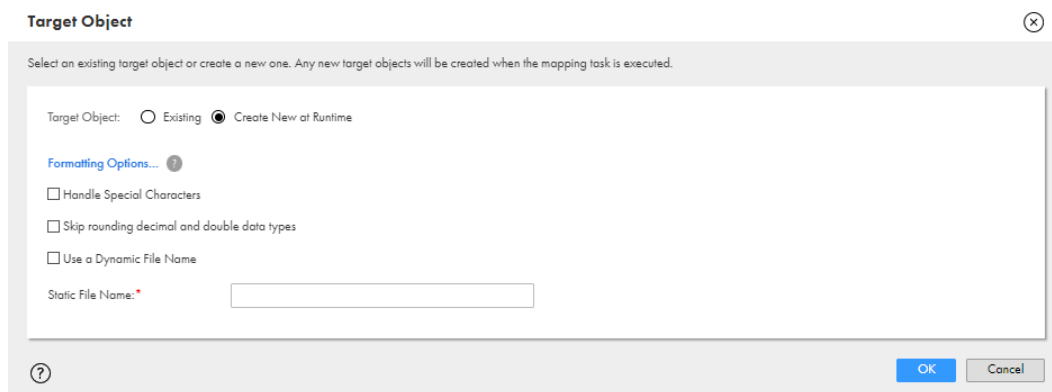 Target Object
Select an existing target object or create a new one. Any new target objects will be created when the mapping task is executed.
Target Object: Existing Create New at Runtime
Formatting Options... ?
Handle Special Characters
Skip rounding decimal and double data types
Use a Dynamic File Name
Static File Name:*
? OK Cancel